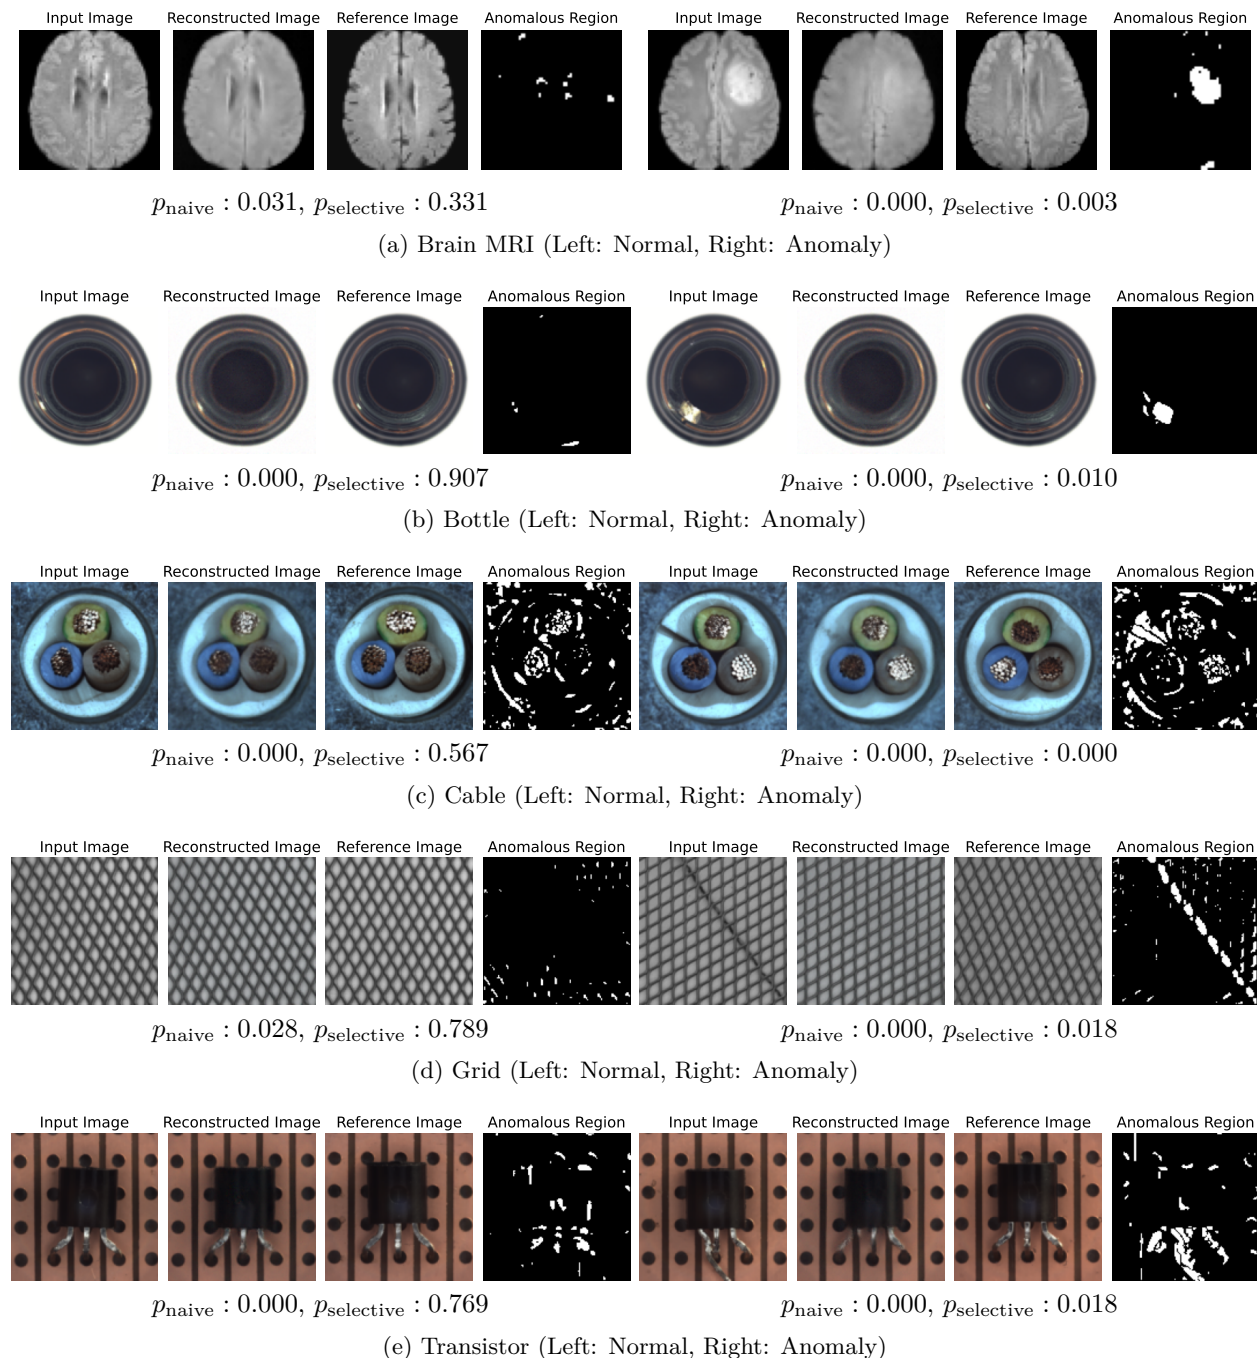 Input Image Reconstructed Image Reference Image Anomalous Region Input Image Reconstructed Image Reference Image Anomalous Region
p_naive : 0.031, p_selective : 0.331 p_naive : 0.000, p_selective : 0.003
(a) Brain MRI (Left: Normal, Right: Anomaly)
Input Image Reconstructed Image Reference Image Anomalous Region Input Image Reconstructed Image Reference Image Anomalous Region
p_naive : 0.000, p_selective : 0.907 p_naive : 0.000, p_selective : 0.010
(b) Bottle (Left: Normal, Right: Anomaly)
Input Image Reconstructed Image Reference Image Anomalous Region Input Image Reconstructed Image Reference Image Anomalous Region
p_naive : 0.000, p_selective : 0.567 p_naive : 0.000, p_selective : 0.000
(c) Cable (Left: Normal, Right: Anomaly)
Input Image Reconstructed Image Reference Image Anomalous Region Input Image Reconstructed Image Reference Image Anomalous Region
p_naive : 0.028, p_selective : 0.789 p_naive : 0.000, p_selective : 0.018
(d) Grid (Left: Normal, Right: Anomaly)
Input Image Reconstructed Image Reference Image Anomalous Region Input Image Reconstructed Image Reference Image Anomalous Region
p_naive : 0.000, p_selective : 0.769 p_naive : 0.000, p_selective : 0.018
(e) Transistor (Left: Normal, Right: Anomaly)